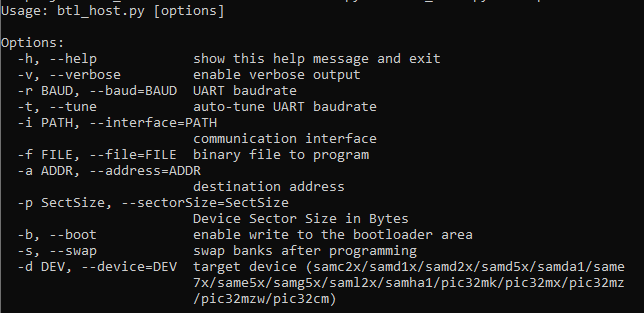 Usage: btl_host.py [options]
Options:
-h, --help show this help message and exit
-v, --verbose enable verbose output
-r BAUD, --baud=BAUD UART baudrate
-t, --tune auto-tune UART baudrate
-i PATH, --interface=PATH
communication interface
-f FILE, --file=FILE binary file to program
-a ADDR, --address=ADDR
destination address
-p SectSize, --sectorSize=SectSize
Device Sector Size in Bytes
-b, --boot enable write to the bootloader area
-s, --swap swap banks after programming
-d DEV, --device=DEV target device (samc2x/samd1x/samd2x/samd5x/samda1/same
7x/same5x/samg5x/saml2x/samha1/pic32mk/pic32mx/pic32mz
/pic32mzw/pic32cm)